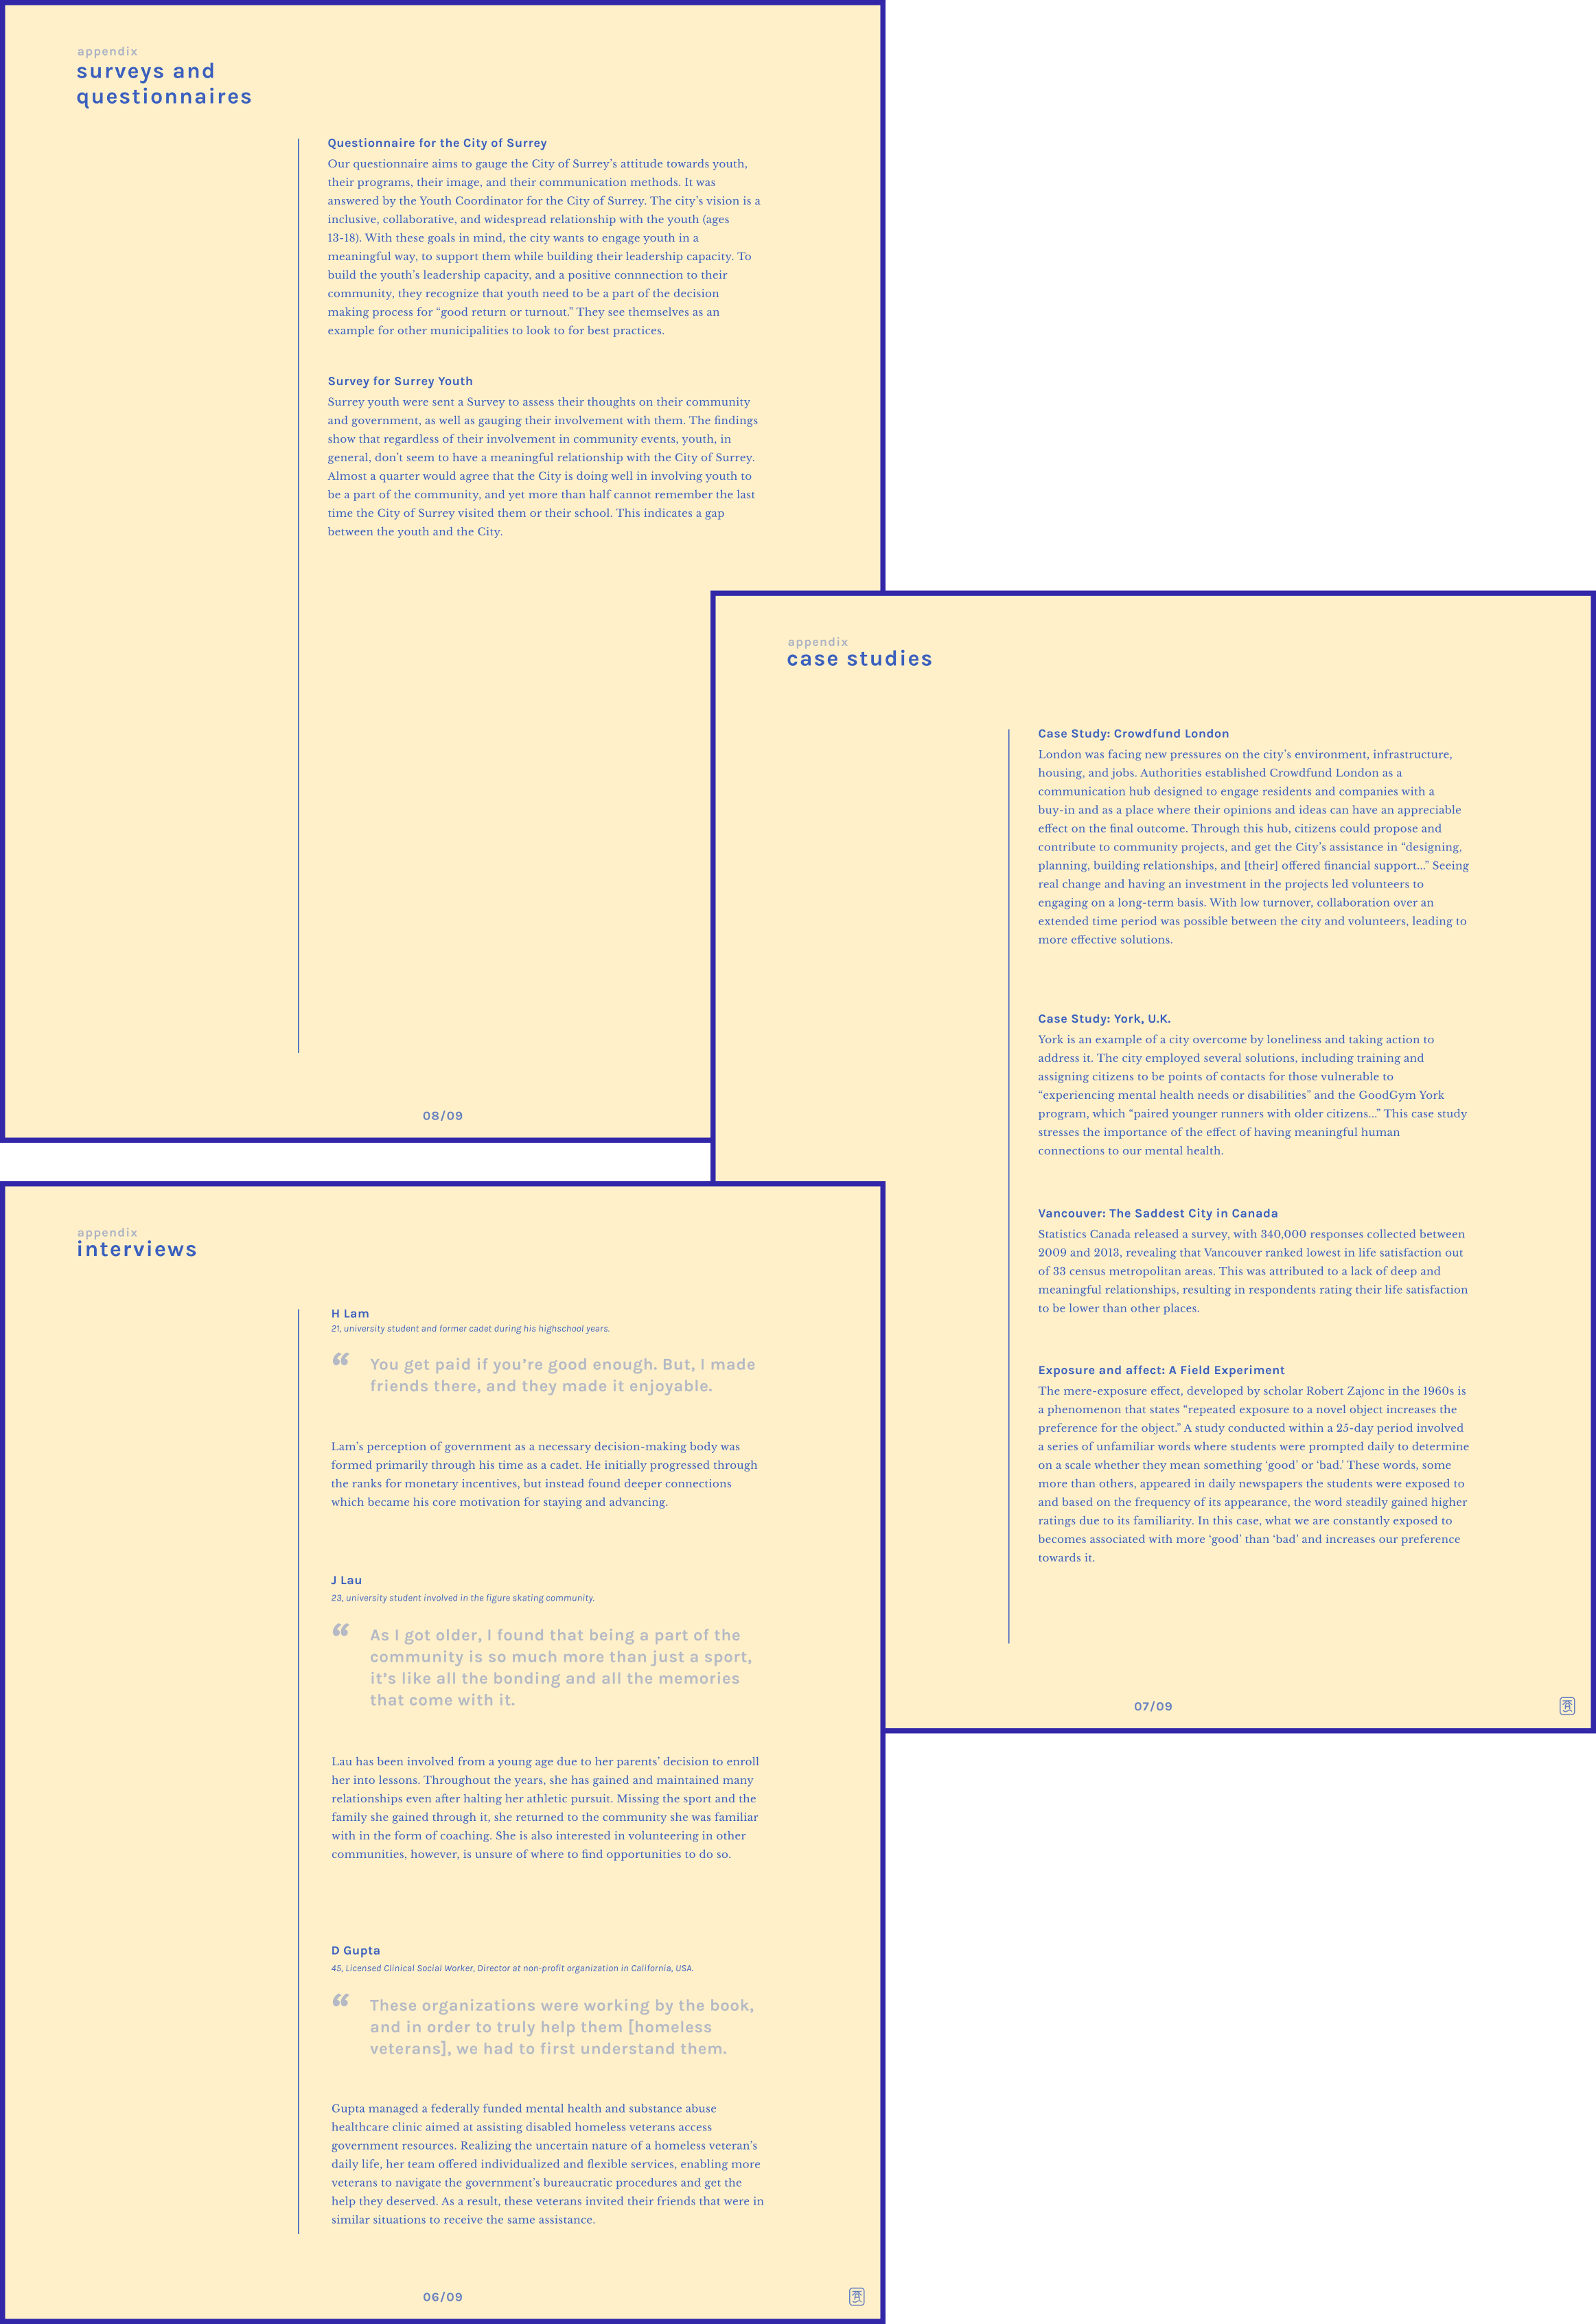 appendix
surveys and
questionnaires
Questionnaire for the City of Surrey
Our questionnaire aims to gauge the City of Surrey’s attitude towards youth,
their programs, their image, and their communication methods. It was
answered by the Youth Coordinator for the City of Surrey. The city’s vision is a
inclusive, collaborative, and widespread relationship with the youth (ages
13-18). With these goals in mind, the city wants to engage youth in a
meaningful way, to support them while building their leadership capacity. To
build the youth’s leadership capacity, and a positive connnection to their
community, they recognize that youth need to be a part of the decision
making process for “good return or turnout.” They see themselves as an
example for other municipalities to look to for best practices.
Survey for Surrey Youth
Surrey youth were sent a Survey to assess their thoughts on their community
and government, as well as gauging their involvement with them. The findings
show that regardless of their involvement in community events, youth, in
general, don’t seem to have a meaningful relationship with the City of Surrey.
Almost a quarter would agree that the City is doing well in involving youth to
be a part of the community, and yet more than half cannot remember the last
time the City of Surrey visited them or their school. This indicates a gap
between the youth and the City.
08/09
appendix
case studies
Case Study: Crowdfund London
London was facing new pressures on the city’s environment, infrastructure,
housing, and jobs. Authorities established Crowdfund London as a
communication hub designed to engage residents and companies with a
buy-in and as a place where their opinions and ideas can have an appreciable
effect on the final outcome. Through this hub, citizens could propose and
contribute to community projects, and get the City’s assistance in “designing,
planning, building relationships, and [their] offered financial support...” Seeing
real change and having an investment in the projects led volunteers to
engaging on a long-term basis. With low turnover, collaboration over an
extended time period was possible between the city and volunteers, leading to
more effective solutions.
Case Study: York, U.K.
York is an example of a city overcome by loneliness and taking action to
address it. The city employed several solutions, including training and
assigning citizens to be points of contacts for those vulnerable to
“experiencing mental health needs or disabilities” and the GoodGym York
program, which “paired younger runners with older citizens...” This case study
stresses the importance of the effect of having meaningful human
connections to our mental health.
Vancouver: The Saddest City in Canada
Statistics Canada released a survey, with 340,000 responses collected between
2009 and 2013, revealing that Vancouver ranked lowest in life satisfaction out
of 33 census metropolitan areas. This was attributed to a lack of deep and
meaningful relationships, resulting in respondents rating their life satisfaction
to be lower than other places.
Exposure and affect: A Field Experiment
The mere-exposure effect, developed by scholar Robert Zajonc in the 1960s is
a phenomenon that states “repeated exposure to a novel object increases the
preference for the object.” A study conducted within a 25-day period involved
a series of unfamiliar words where students were prompted daily to determine
on a scale whether they mean something ‘good’ or ‘bad.’ These words, some
more than others, appeared in daily newspapers the students were exposed to
and based on the frequency of its appearance, the word steadily gained higher
ratings due to its familiarity. In this case, what we are constantly exposed to
becomes associated with more ‘good’ than ‘bad’ and increases our preference
towards it.
07/09
appendix
interviews
H Lam
21, university student and former cadet during his highschool years.
“ You get paid if you’re good enough. But, I made
friends there, and they made it enjoyable.
Lam’s perception of government as a necessary decision-making body was
formed primarily through his time as a cadet. He initially progressed through
the ranks for monetary incentives, but instead found deeper connections
which became his core motivation for staying and advancing.
J Lau
23, university student involved in the figure skating community.
“ As I got older, I found that being a part of the
community is so much more than just a sport,
it’s like all the bonding and all the memories
that come with it.
Lau has been involved from a young age due to her parents’ decision to enroll
her into lessons. Throughout the years, she has gained and maintained many
relationships even after halting her athletic pursuit. Missing the sport and the
family she gained through it, she returned to the community she was familiar
with in the form of coaching. She is also interested in volunteering in other
communities, however, is unsure of where to find opportunities to do so.
D Gupta
45, Licensed Clinical Social Worker, Director at non-profit organization in California, USA.
“ These organizations were working by the book,
and in order to truly help them [homeless
veterans], we had to first understand them.
Gupta managed a federally funded mental health and substance abuse
healthcare clinic aimed at assisting disabled homeless veterans access
government resources. Realizing the uncertain nature of a homeless veteran’s
daily life, her team offered individualized and flexible services, enabling more
veterans to navigate the government’s bureaucratic procedures and get the
help they deserved. As a result, these veterans invited their friends that were in
similar situations to receive the same assistance.
06/09